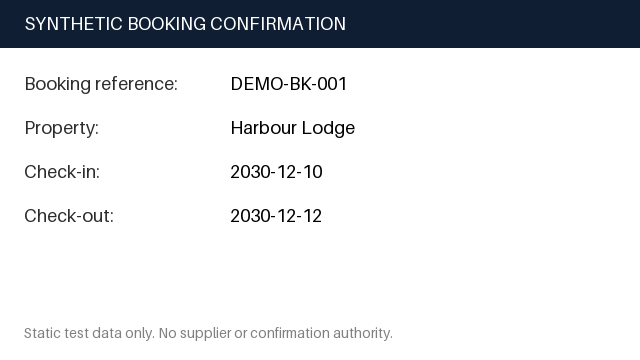 SYNTHETIC BOOKING CONFIRMATION
Booking reference: DEMO-BK-001
Property: Harbour Lodge
Check-in: 2030-12-10
Check-out: 2030-12-12
Static test data only. No supplier or confirmation authority.